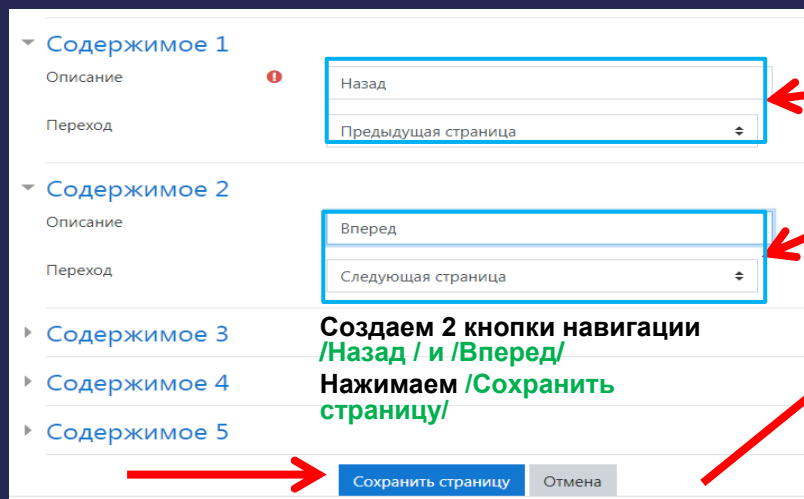 Содержимое 1
Описание
Назад
Переход
Предыдущая страница
Содержимое 2
Описание
Вперед
Переход
Следующая страница
Содержимое 3
Создаем 2 кнопки навигации
/Назад / и /Вперед/
Содержимое 4
Нажимаем /Сохранить
страницу/
Содержимое 5
Сохранить страницу
Отмена